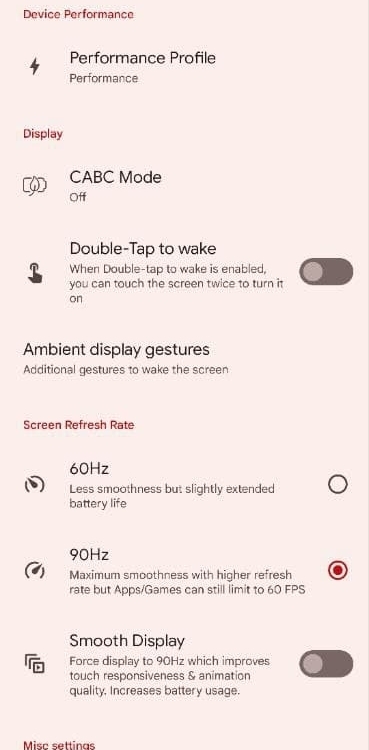 Device Performance
Performance Profile
Performance
Display
CABC Mode
Off
Double-Tap to wake
When Double-tap to wake is enabled,
you can touch the screen twice to turn it
on
Ambient display gestures
Additional gestures to wake the screen
Screen Refresh Rate
60Hz
Less smoothness but slightly extended
battery life
90Hz
Maximum smoothness with higher refresh
rate but Apps/Games can still limit to 60 FPS
Smooth Display
Force display to 90Hz which improves
touch responsiveness & animation
quality. Increases battery usage.
Misc settings